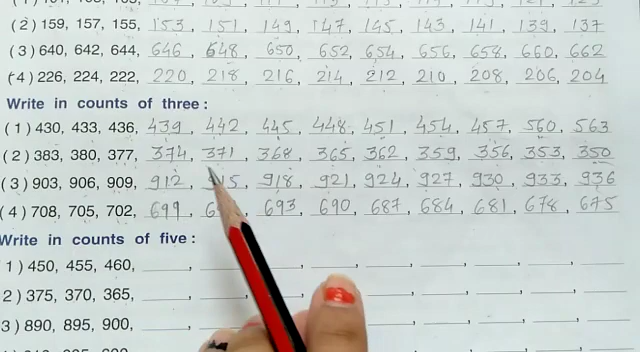 (2) 159, 157, 155, 153, 151, 149, 147, 145, 143, 141, 139, 137
(3) 640, 642, 644, 646, 648, 650, 652, 654, 656, 658, 660, 662
(4) 226, 224, 222, 220, 218, 216, 214, 212, 210, 208, 206, 204
Write in counts of three :
(1) 430, 433, 436, 439, 442, 445, 448, 451, 454, 457, 560, 563
(2) 383, 380, 377, 374, 371, 368, 365, 362, 359, 356, 353, 350
(3) 903, 906, 909, 912, 915, 918, 921, 924, 927, 930, 933, 936
(4) 708, 705, 702, 699, 693, 690, 687, 684, 681, 678, 675
Write in counts of five :
1) 450, 455, 460,
2) 375, 370, 365,
3) 890, 895, 900,